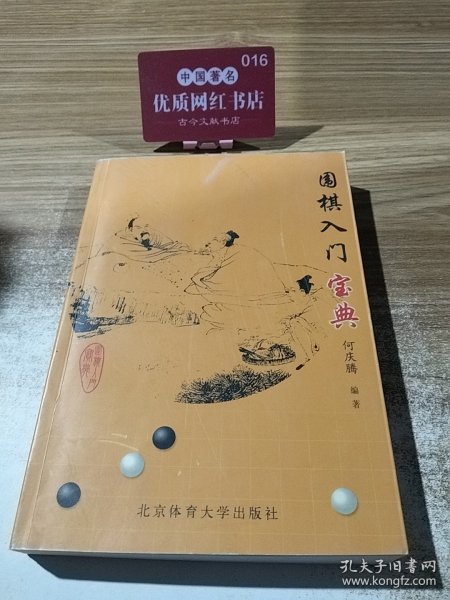 016
中国著名
优质网红书店
古今文献书店
围棋入门宝典
何庆腾 编著
北京体育大学出版社
孔夫子旧书网
www.kongfz.com